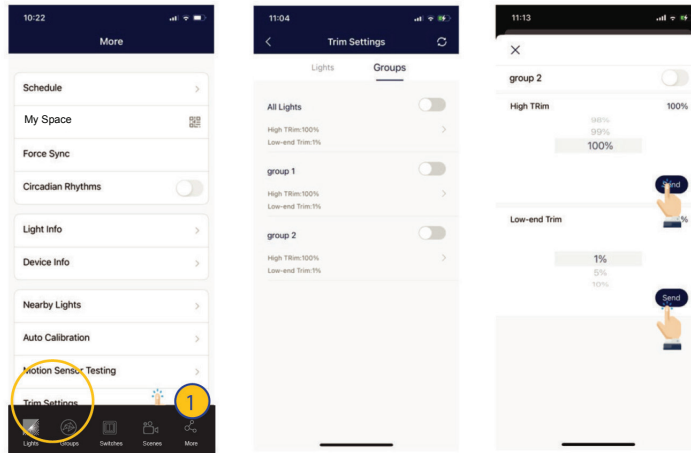 10:22
More
Schedule
My Space
Force Sync
Circadian Rhythms
Light Info
Device Info
Nearby Lights
Auto Calibration
Motion Sensor Testing
Trim Settings
1
Lights Groups Switches Scenes More
11:04
Trim Settings
Lights Groups
All Lights
High TRim:100%
Low-end Trim:1%
group 1
High TRim:100%
Low-end Trim:1%
group 2
High TRim:100%
Low-end Trim:1%
11:13
group 2
High TRim 100%
98%
99%
100%
Send
Low-end Trim %
1%
5%
10%
Send